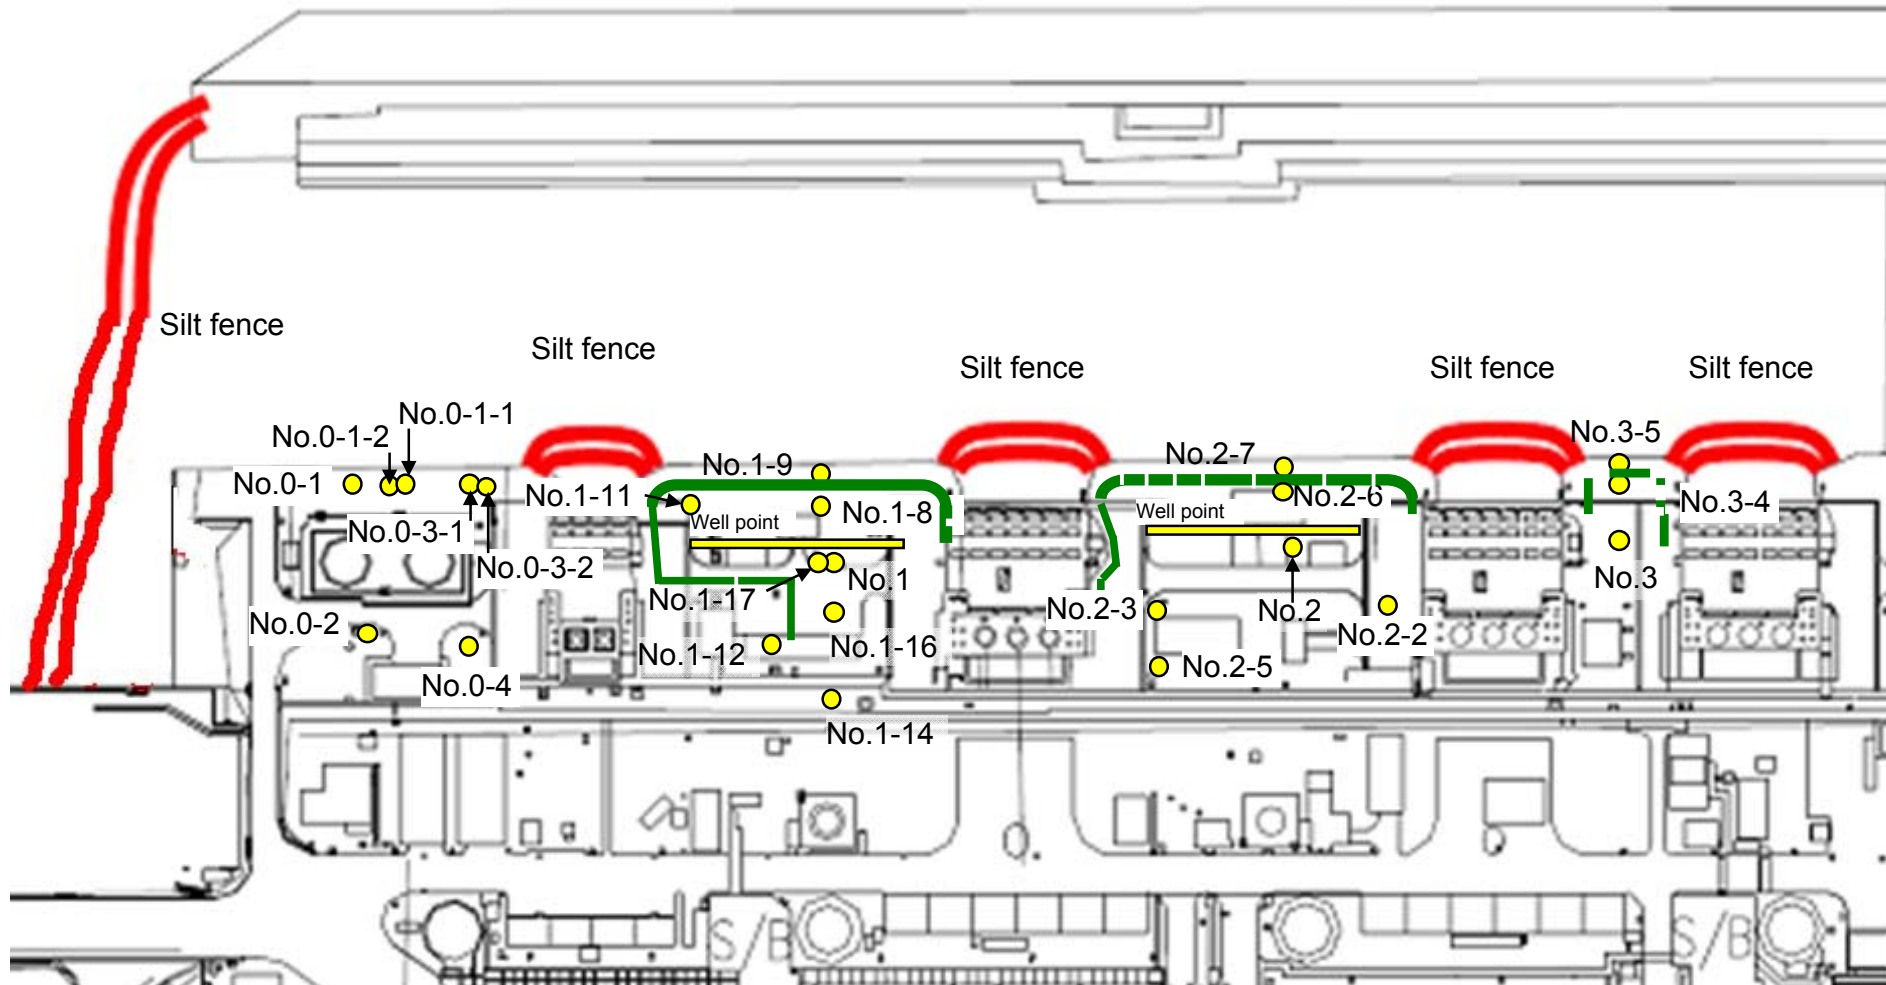 Silt fence
Silt fence
Silt fence
Silt fence
Silt fence
No.0-1-1
No.0-1-2
No.3-5
No.2-7
No.1-9
No.0-1
No.1-11
No.2-6
No.3-4
No.1-8
Well point
Well point
No.0-3-1
No.0-3-2
No.3
No.1
No.1-17
No.2-3
No.2
No.0-2
No.2-2
No.1-16
No.1-12
No.2-5
No.0-4
No.1-14
S/B
S/B